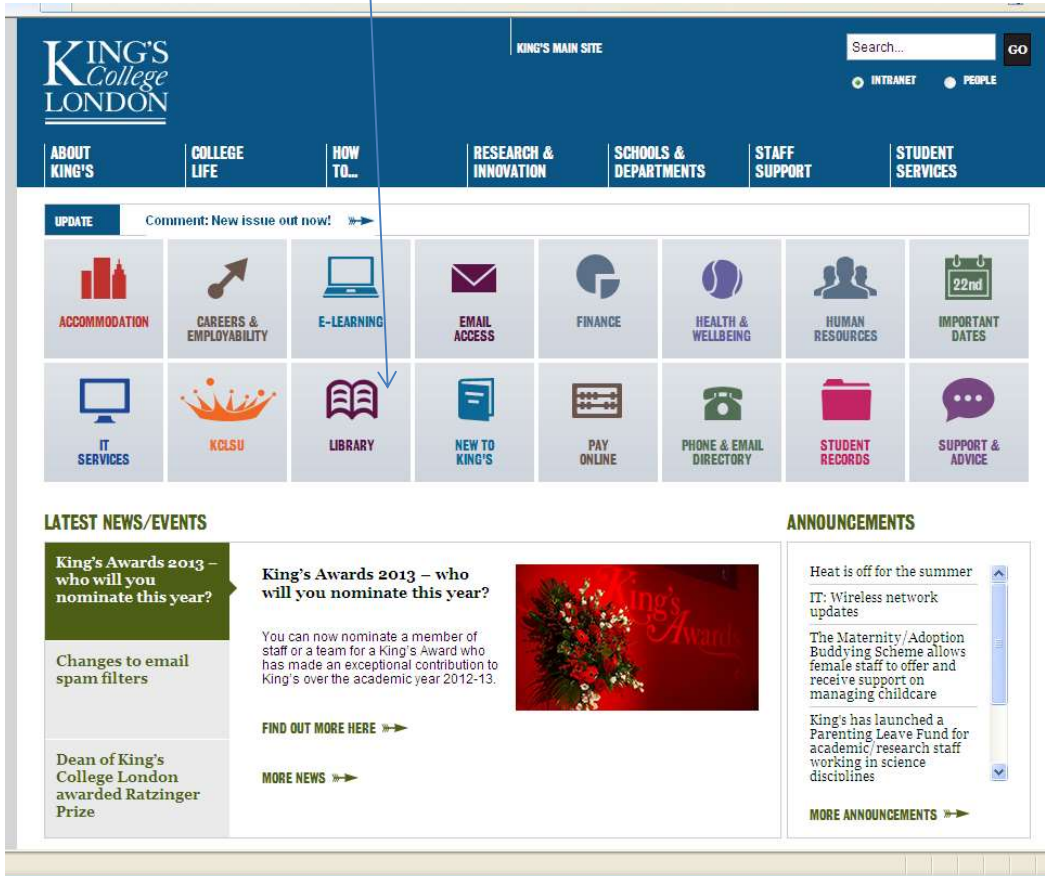 KING'S
College
LONDON
KING'S MAIN SITE
Search...
GO
INTRANET
PEOPLE
ABOUT
KING'S
COLLEGE
LIFE
HOW
TO...
RESEARCH &
INNOVATION
SCHOOLS &
DEPARTMENTS
STAFF
SUPPORT
STUDENT
SERVICES
UPDATE
Comment: New issue out now!
ACCOMMODATION
CAREERS &
EMPLOYABILITY
E-LEARNING
EMAIL
ACCESS
FINANCE
HEALTH &
WELLBEING
HUMAN
RESOURCES
22nd
IMPORTANT
DATES
IT
SERVICES
KCLSU
LIBRARY
NEW TO
KING'S
PAY
ONLINE
PHONE & EMAIL
DIRECTORY
STUDENT
RECORDS
SUPPORT &
ADVICE
LATEST NEWS/EVENTS
King's Awards 2013 –
who will you
nominate this year?
Changes to email
spam filters
Dean of King's
College London
awarded Ratzinger
Prize
King's Awards 2013 – who
will you nominate this year?
You can now nominate a member of
staff or a team for a King's Award who
has made an exceptional contribution to
King's over the academic year 2012-13.
FIND OUT MORE HERE
MORE NEWS
King's
Awards
ANNOUNCEMENTS
Heat is off for the summer
IT: Wireless network
updates
The Maternity/Adoption
Buddying Scheme allows
female staff to offer and
receive support on
managing childcare
King's has launched a
Parenting Leave Fund for
academic/research staff
working in science
disciplines
MORE ANNOUNCEMENTS